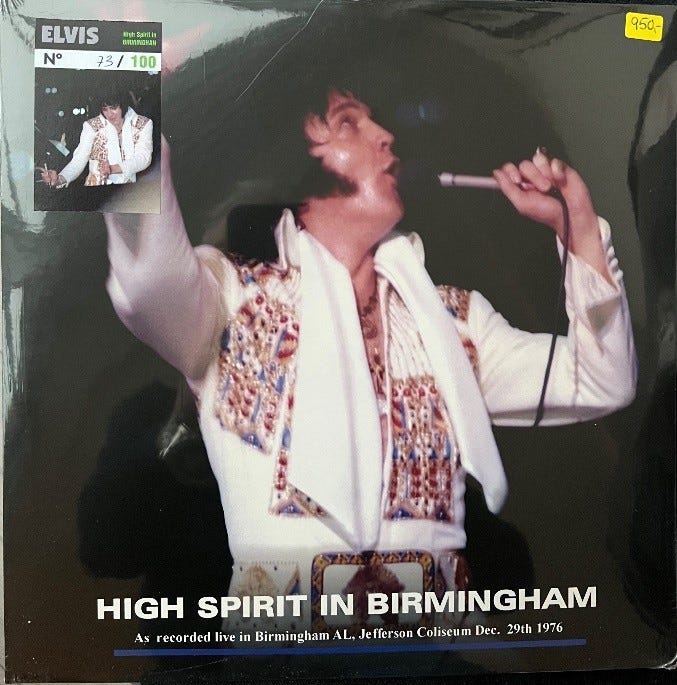 ELVIS
High Spirit in
BIRMINGHAM
Nº 73 / 100
950,-
HIGH SPIRIT IN BIRMINGHAM
As recorded live in Birmingham AL, Jefferson Coliseum Dec. 29th 1976